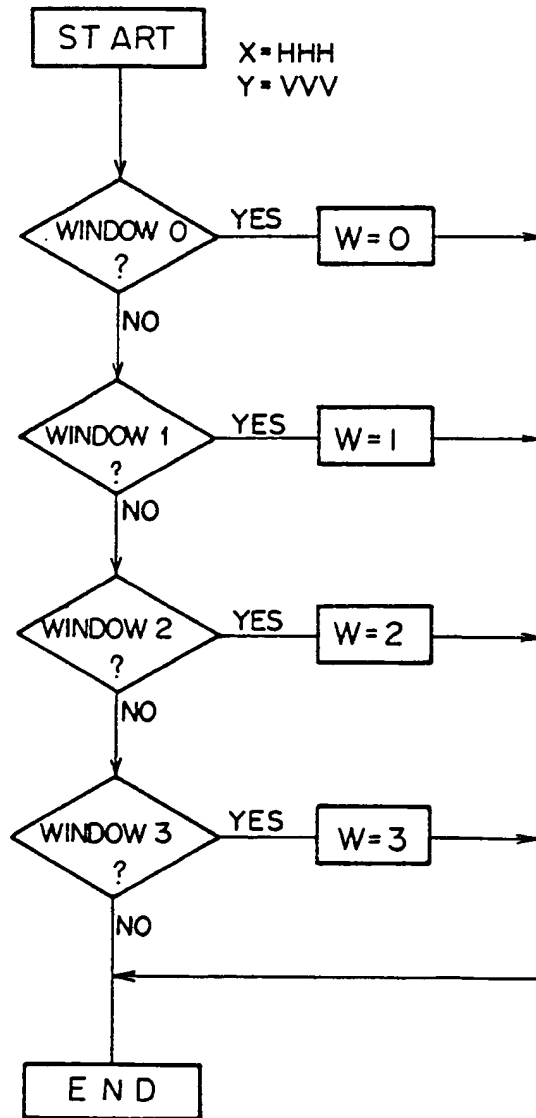 START
X=HHH
Y=VVV
WINDOW 0
?
YES
W=0
NO
WINDOW 1
?
YES
W=1
NO
WINDOW 2
?
YES
W=2
NO
WINDOW 3
?
YES
W=3
NO
END